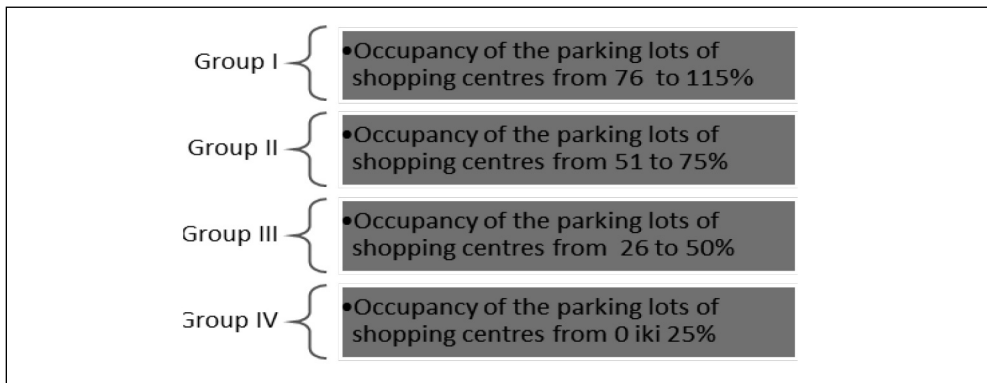 Group I
•Occupancy of the parking lots of
shopping centres from 76 to 115%
Group II
•Occupancy of the parking lots of
shopping centres from 51 to 75%
Group III
•Occupancy of the parking lots of
shopping centres from 26 to 50%
Group IV
•Occupancy of the parking lots of
shopping centres from 0 iki 25%